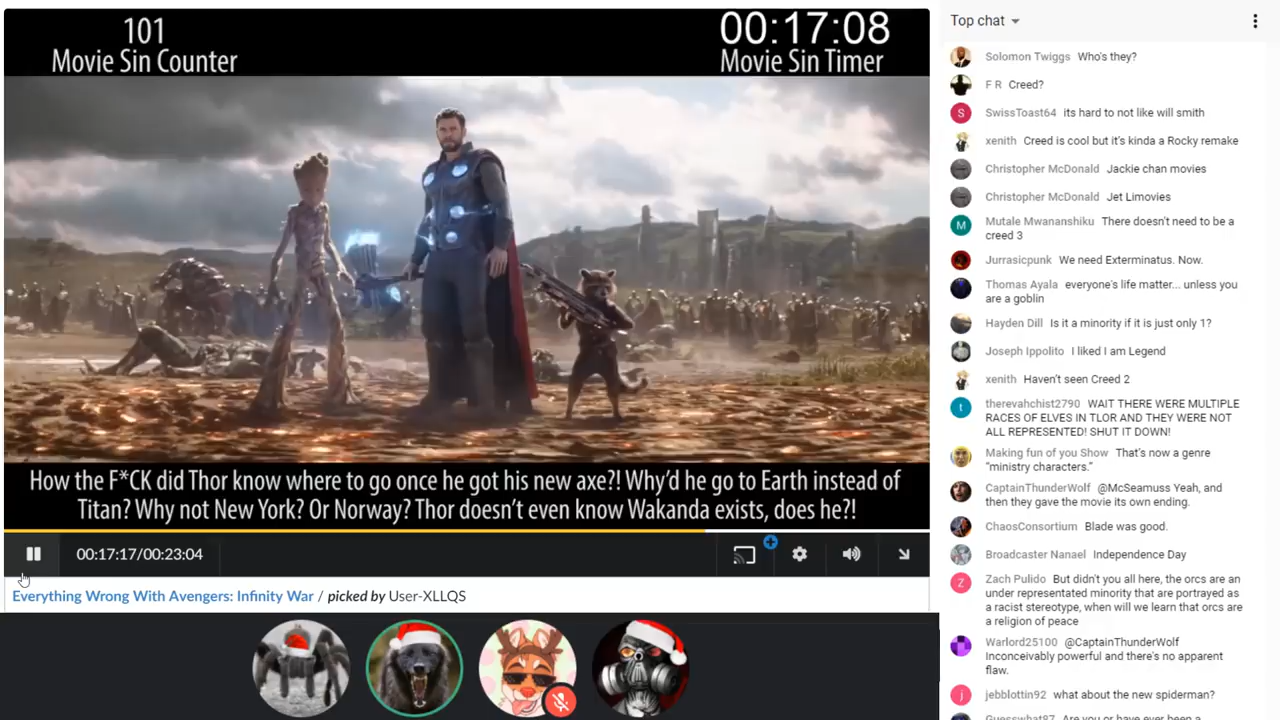 101
Movie Sin Counter
00:17:08
Movie Sin Timer
How the F*CK did Thor know where to go once he got his new axe?! Why'd he go to Earth instead of
Titan? Why not New York? Or Norway? Thor doesn't even know Wakanda exists, does he?!
00:17:17/00:23:04
Everything Wrong With Avengers: Infinity War / picked by User-XLLQS
Top chat
Solomon Twiggs Who's they?
F R Creed?
S
SwissToast64 its hard to not like will smith
xenith Creed is cool but it's kinda a Rocky remake
Christopher McDonald Jackie chan movies
Christopher McDonald Jet Limovies
M
Mutale Mwananshiku There doesn't need to be a
creed 3
Jurrasicpunk We need Exterminatus. Now.
Thomas Ayala everyone's life matter... unless you
are a goblin
Hayden Dill Is it a minority if it is just only 1?
Joseph Ippolito I liked I am Legend
xenith Haven't seen Creed 2
t
therevahchist2790 WAIT THERE WERE MULTIPLE
RACES OF ELVES IN TLOR AND THEY WERE NOT
ALL REPRESENTED! SHUT IT DOWN!
Making fun of you Show That's now a genre
"ministry characters."
CaptainThunderWolf @McSeamuss Yeah, and
then they gave the movie its own ending.
ChaosConsortium Blade was good.
Broadcaster Nanael Independence Day
Z
Zach Pulido But didn't you all here, the orcs are an
under representated minority that are portrayed as
a racist stereotype, when will we learn that orcs are
a religion of peace
Warlord25100 @CaptainThunderWolf
Inconceivably powerful and there's no apparent
flaw.
j
jebblottin92 what about the new spiderman?
Guesswhat87 Are you or have ever been a